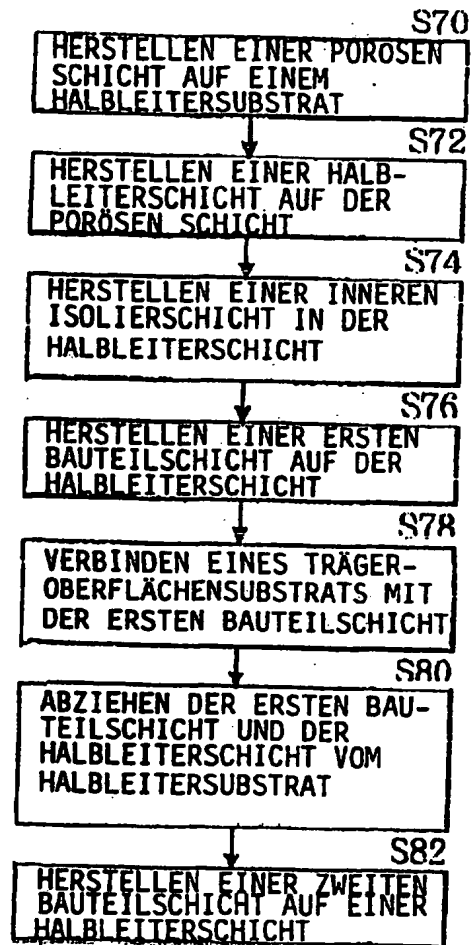 S70
HERSTELLEN EINER PORÖSEN
SCHICHT AUF EINEM
HALBLEITERSUBSTRAT
S72
HERSTELLEN EINER HALB-
LEITERSCHICHT AUF DER
PORÖSEN SCHICHT
S74
HERSTELLEN EINER INNEREN
ISOLIERSCHICHT IN DER
HALBLEITERSCHICHT
S76
HERSTELLEN EINER ERSTEN
BAUTEILSCHICHT AUF DER
HALBLEITERSCHICHT
S78
VERBINDEN EINES TRÄGER-
OBERFLÄCHENSUBSTRATS MIT
DER ERSTEN BAUTEILSCHICHT
S80
ABZIEHEN DER ERSTEN BAU-
TEILSCHICHT UND DER
HALBLEITERSCHICHT VOM
HALBLEITERSUBSTRAT
S82
HERSTELLEN EINER ZWEITEN
BAUTEILSCHICHT AUF EINER
HALBLEITERSCHICHT